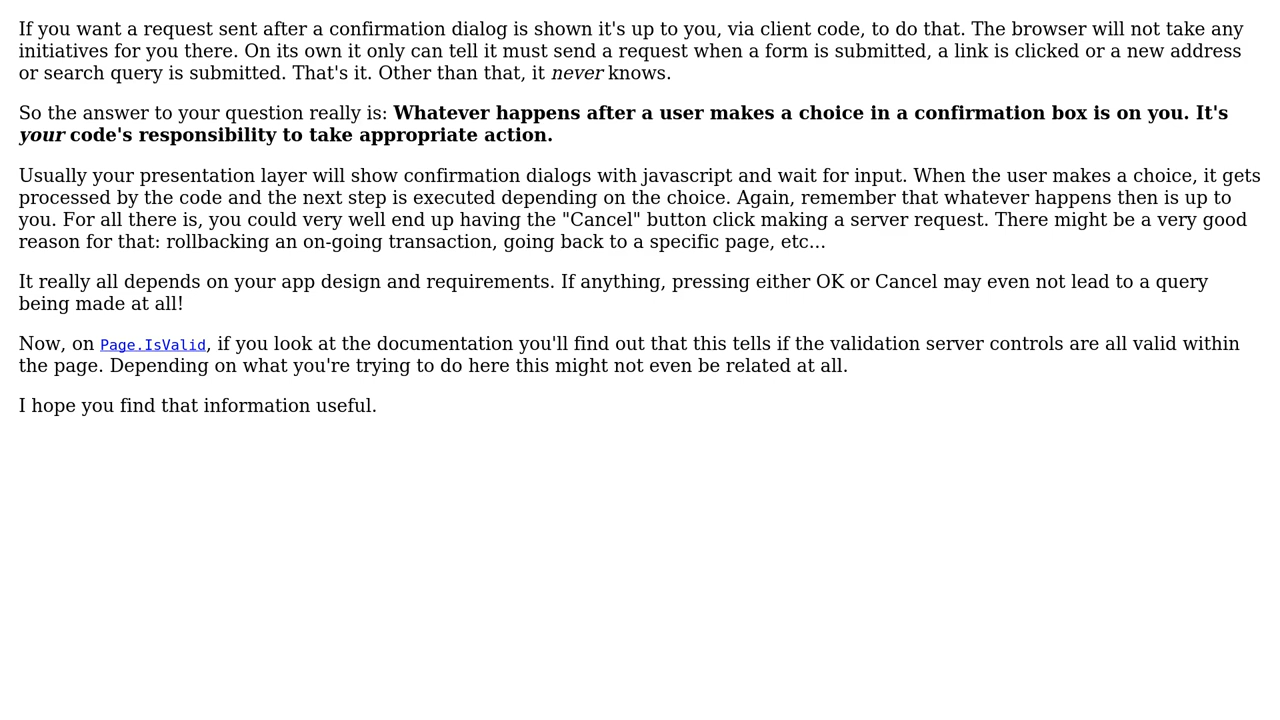 If you want a request sent after a confirmation dialog is shown it's up to you, via client code, to do that. The browser will not take any
initiatives for you there. On its own it only can tell it must send a request when a form is submitted, a link is clicked or a new address
or search query is submitted. That's it. Other than that, it never knows.
So the answer to your question really is: Whatever happens after a user makes a choice in a confirmation box is on you. It's
your code's responsibility to take appropriate action.
Usually your presentation layer will show confirmation dialogs with javascript and wait for input. When the user makes a choice, it gets
processed by the code and the next step is executed depending on the choice. Again, remember that whatever happens then is up to
you. For all there is, you could very well end up having the "Cancel" button click making a server request. There might be a very good
reason for that: rollbacking an on-going transaction, going back to a specific page, etc...
It really all depends on your app design and requirements. If anything, pressing either OK or Cancel may even not lead to a query
being made at all!
Now, on Page.IsValid, if you look at the documentation you'll find out that this tells if the validation server controls are all valid within
the page. Depending on what you're trying to do here this might not even be related at all.
I hope you find that information useful.